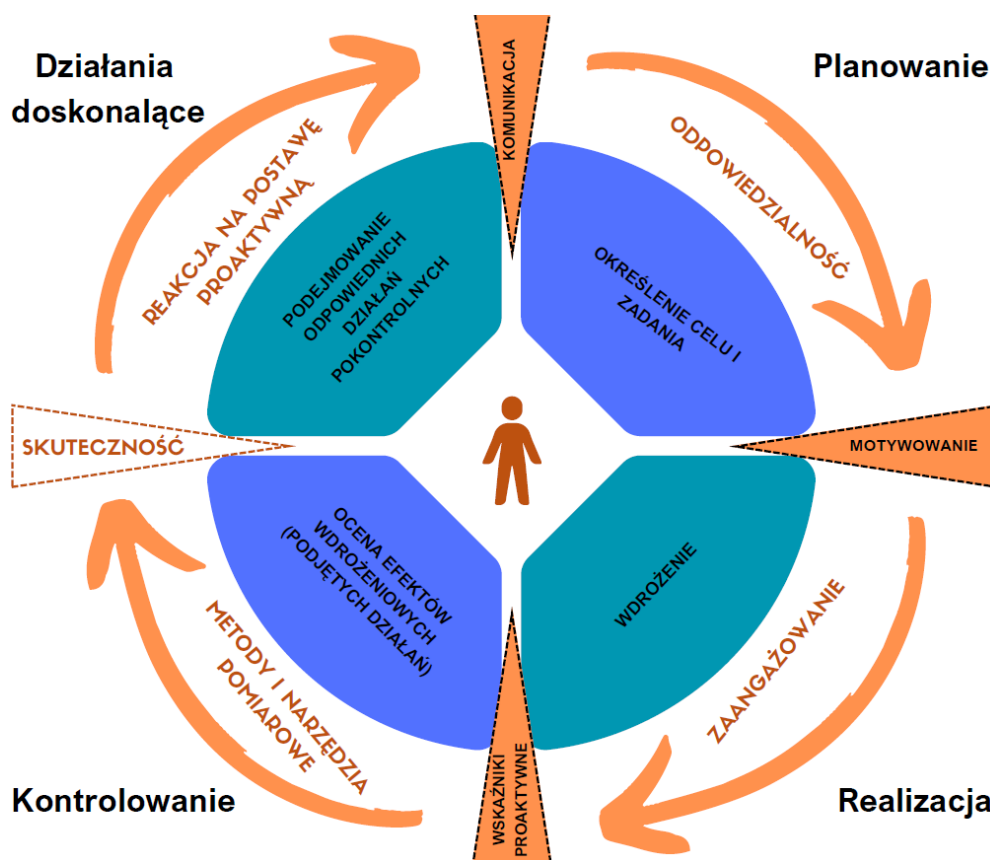 Działania
doskonalące
KOMUNIKACJA
Planowanie
REAKCJA NA POSTAWĘ
PROAKTYWNĄ
ODPOWIEDZIALNOŚĆ
PODEJMOWANIE
ODPOWIEDNICH
DZIAŁAŃ
POKONTROLNYCH
OKREŚLENIE CELU I
ZADANIA
SKUTECZNOŚĆ
MOTYWOWANIE
OCENA EFEKTÓW
WDROŻENIOWYCH
(PODJĘTYCH DZIAŁAŃ)
WDROŻENIE
METODY I NARZĘDZIA
POMIAROWE
ZAANGAŻOWANIE
WSKAŹNIKI
PROAKTYWNE
Kontrolowanie
Realizacja